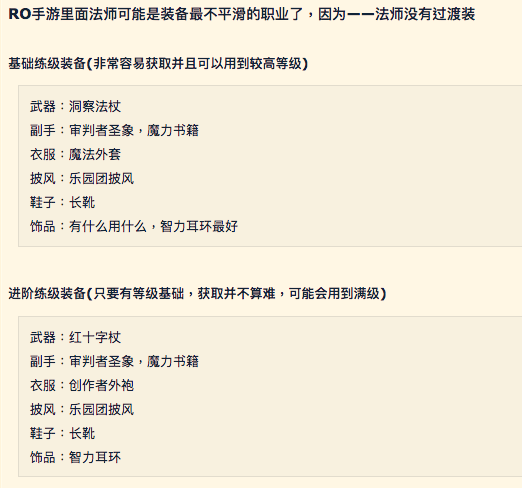 RO手游里面法师可能是装备最不平滑的职业了，因为一一法师没有过渡装
基础练级装备(非常容易获取并且可以用到较高等级)
武器：洞察法杖
副手：审判者圣象，魔力书籍
衣服：魔法外套
披风：乐园团披风
鞋子：长靴
饰品：有什么用什么，智力耳环最好
进阶练级装备(只要有等级基础，获取并不算难，可能会用到满级)
武器：红十字杖
副手：审判者圣象，魔力书籍
衣服：创作者外袍
披风：乐园团披风
鞋子：长靴
饰品：智力耳环